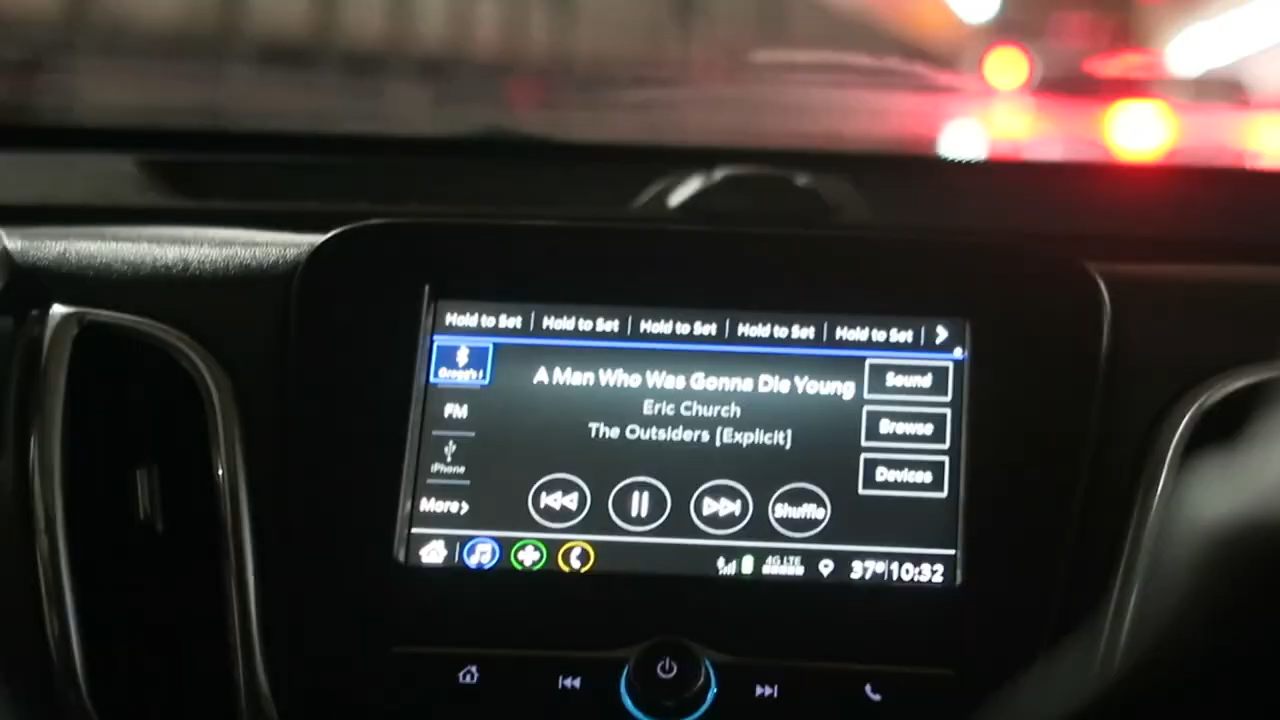 Hold to Set | Hold to Set | Hold to Set | Hold to Set | Hold to Set
A Man Who Was Gonna Die Young
Sound
FM
Eric Church
Browse
The Outsiders [Explicit]
iPhone
Devices
More
Shuffle
4G LTE
37° 10:32